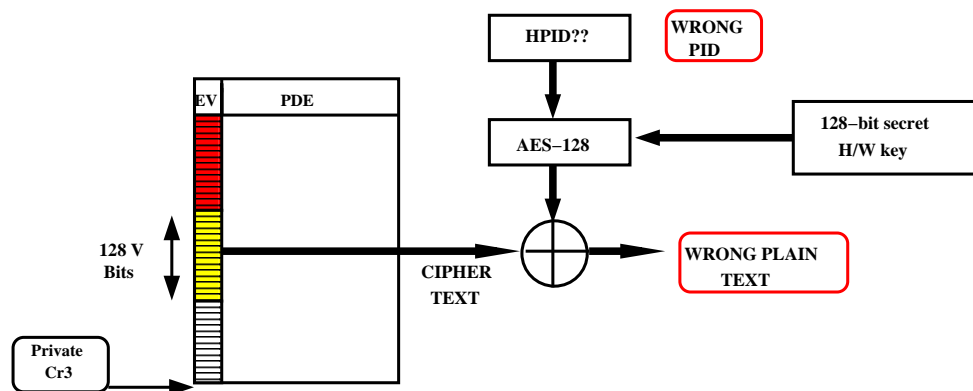 HPID??
WRONG
PID
EV
PDE
AES–128
128–bit secret
H/W key
128 V
Bits
CIPHER
TEXT
WRONG PLAIN
TEXT
Private
Cr3